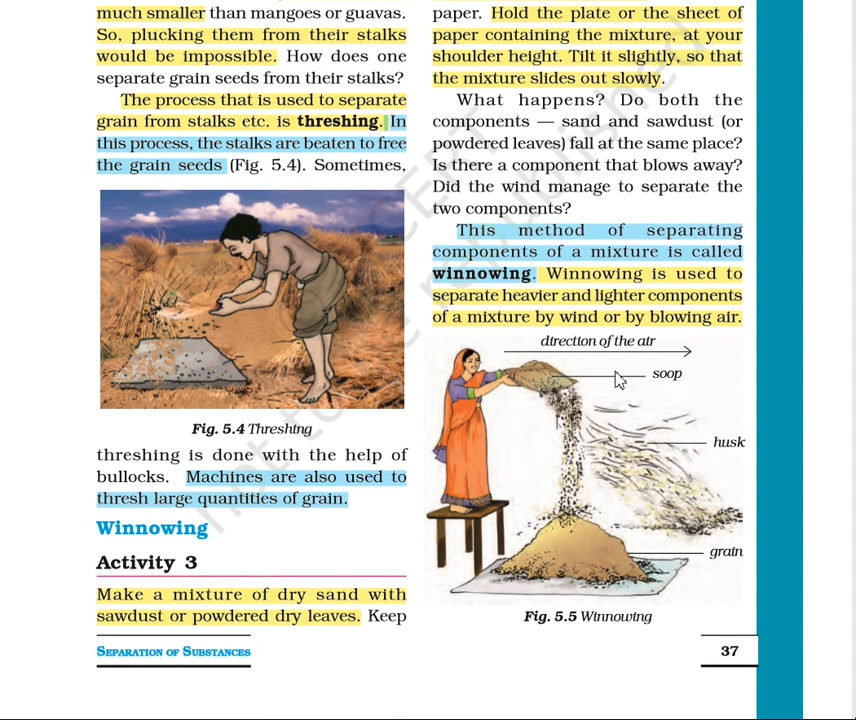 much smaller than mangoes or guavas.
So, plucking them from their stalks
would be impossible. How does one
separate grain seeds from their stalks?
The process that is used to separate
grain from stalks etc. is threshing. In
this process, the stalks are beaten to free
the grain seeds (Fig. 5.4). Sometimes,
Fig. 5.4 Threshing
threshing is done with the help of
bullocks. Machines are also used to
thresh large quantities of grain.
Winnowing
Activity 3
Make a mixture of dry sand with
sawdust or powdered dry leaves. Keep
paper. Hold the plate or the sheet of
paper containing the mixture, at your
shoulder height. Tilt it slightly, so that
the mixture slides out slowly.
What happens? Do both the
components — sand and sawdust (or
powdered leaves) fall at the same place?
Is there a component that blows away?
Did the wind manage to separate the
two components?
This method of separating
components of a mixture is called
winnowing. Winnowing is used to
separate heavier and lighter components
of a mixture by wind or by blowing air.
direction of the air
soop
husk
grain
Fig. 5.5 Winnowing
SEPARATION OF SUBSTANCES
37